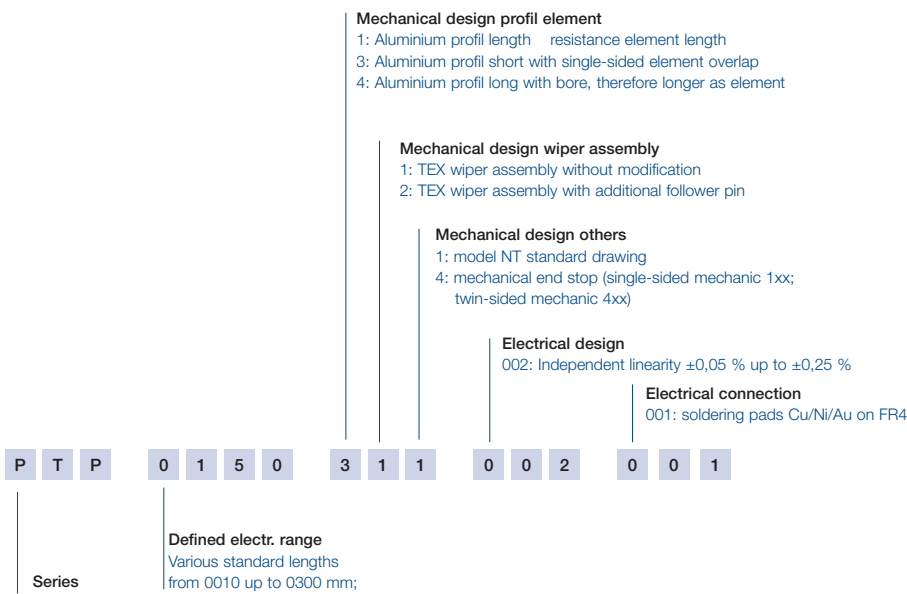 Mechanical design profil element
1: Aluminium profil length resistance element length
3: Aluminium profil short with single-sided element overlap
4: Aluminium profil long with bore, therefore longer as element
Mechanical design wiper assembly
1: TEX wiper assembly without modification
2: TEX wiper assembly with additional follower pin
Mechanical design others
1: model NT standard drawing
4: mechanical end stop (single-sided mechanic 1xx;
twin-sided mechanic 4xx)
Electrical design
002: Independent linearity ±0,05 % up to ±0,25 %
Electrical connection
001: soldering pads Cu/Ni/Au on FR4
P T P 0 1 5 0 3 1 1 0 0 2 0 0 1
Defined electr. range
Various standard lengths
from 0010 up to 0300 mm;
Series